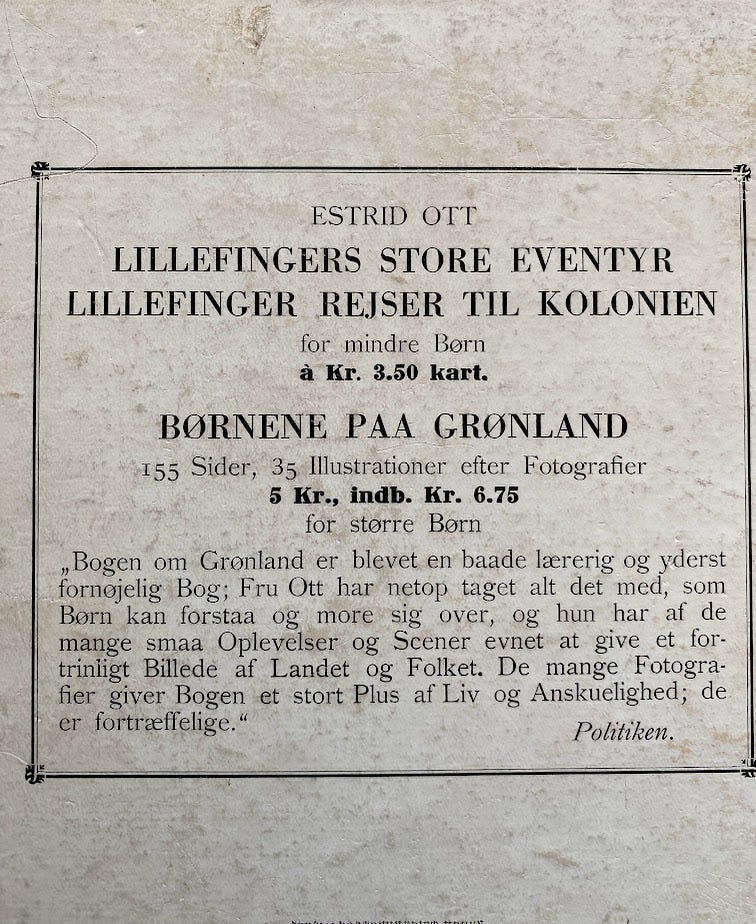 ESTRID OTT
LILLEFINGERS STORE EVENTYR
LILLEFINGER REJSER TIL KOLONIEN
for mindre Børn
à Kr. 3.50 kart.
BØRNENE PAA GRØNLAND
155 Sider, 35 Illustrationer efter Fotografier
5 Kr., indb. Kr. 6.75
for større Børn
„Bogen om Grønland er blevet en baade lærerig og yderst
fornøjelig Bog; Fru Ott har netop taget alt det med, som
Børn kan forstaa og more sig over, og hun har af de
mange smaa Oplevelser og Scener evnet at give et for-
trinligt Billede af Landet og Folket. De mange Fotogra-
fier giver Bogen et stort Plus af Liv og Anskuelighed; de
er fortræffelige.“
Politiken.